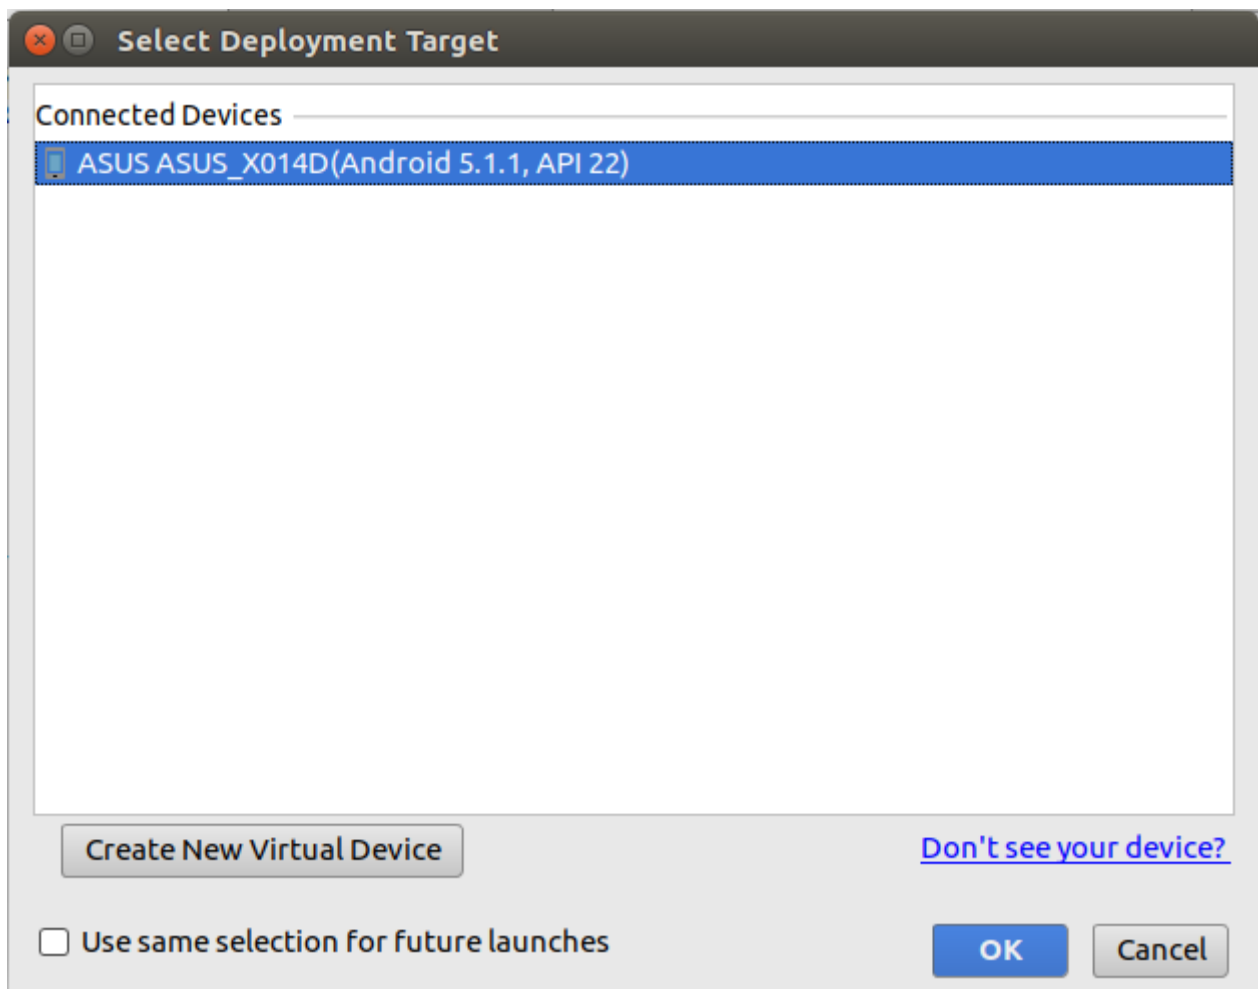 Select Deployment Target
Connected Devices
ASUS ASUS_X014D(Android 5.1.1, API 22)
Create New Virtual Device
Don't see your device?
Use same selection for future launches
OK
Cancel